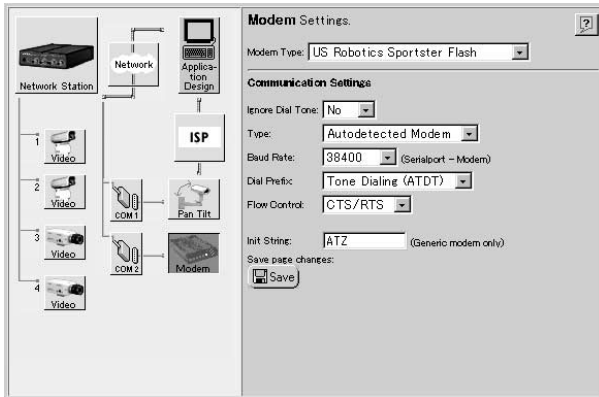 Network Station
Network
Applica-
tion
Design
ISP
1
Video
2
Video
3
Video
4
Video
COM 1
Pan Tilt
COM 2
Modem
Modem Settings.
?
Modem Type: US Robotics Sportster Flash
Communication Settings
Ignore Dial Tone: No
Type: Autodetected Modem
Baud Rate: 38400 (Serialport - Modem)
Dial Prefix: Tone Dialing (ATDT)
Flow Control: CTS/RTS
Init String: ATZ (Generic modem only)
Save page changes:
Save